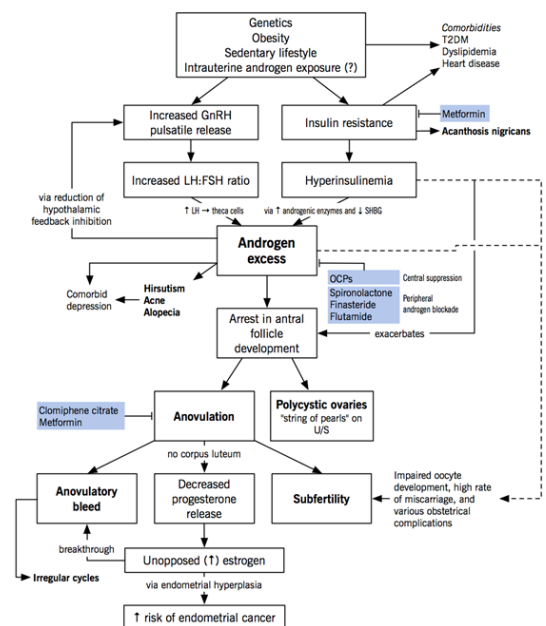 Genetics
Obesity
Sedentary lifestyle
Intrauterine androgen exposure (?)
Comorbidities
T2DM
Dyslipidemia
Heart disease
Increased GnRH
pulsatile release
Insulin resistance
Metformin
Acanthosis nigricans
via reduction of
hypothalamic
feedback inhibition
Increased LH:FSH ratio
Hyperinsulinemia
↑ LH → theca cells
via ↑ androgenic enzymes and ↓ SHBG
Androgen
excess
Comorbid
depression
Hirsutism
Acne
Alopecia
OCPs
Central suppression
Spironolactone
Finasteride
Flutamide
Peripheral
androgen blockade
Arrest in antral
follicle
development
exacerbates
Clomiphene citrate
Metformin
Anovulation
Polycystic ovaries
"string of pearls" on
U/S
no corpus luteum
Anovulatory
bleed
Decreased
progesterone
release
Subfertility
Impaired oocyte
development, high rate
of miscarriage, and
various obstetrical
complications
breakthrough
Unopposed (↑) estrogen
Irregular cycles
via endometrial hyperplasia
↑ risk of endometrial cancer